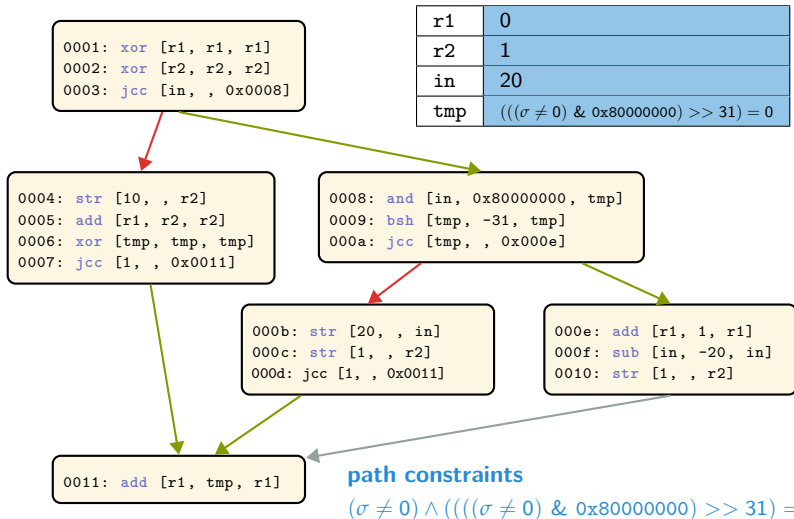 r1 0
r2 1
in 20
tmp (((σ ≠ 0) & 0x80000000) >> 31) = 0
0001: xor [r1, r1, r1]
0002: xor [r2, r2, r2]
0003: jcc [in, , 0x0008]
0004: str [10, , r2]
0005: add [r1, r2, r2]
0006: xor [tmp, tmp, tmp]
0007: jcc [1, , 0x0011]
0008: and [in, 0x80000000, tmp]
0009: bsh [tmp, -31, tmp]
000a: jcc [tmp, , 0x000e]
000b: str [20, , in]
000c: str [1, , r2]
000d: jcc [1, , 0x0011]
000e: add [r1, 1, r1]
000f: sub [in, -20, in]
0010: str [1, , r2]
0011: add [r1, tmp, r1]
path constraints
(σ ≠ 0) ∧ ((((σ ≠ 0) & 0x80000000) >> 31) =